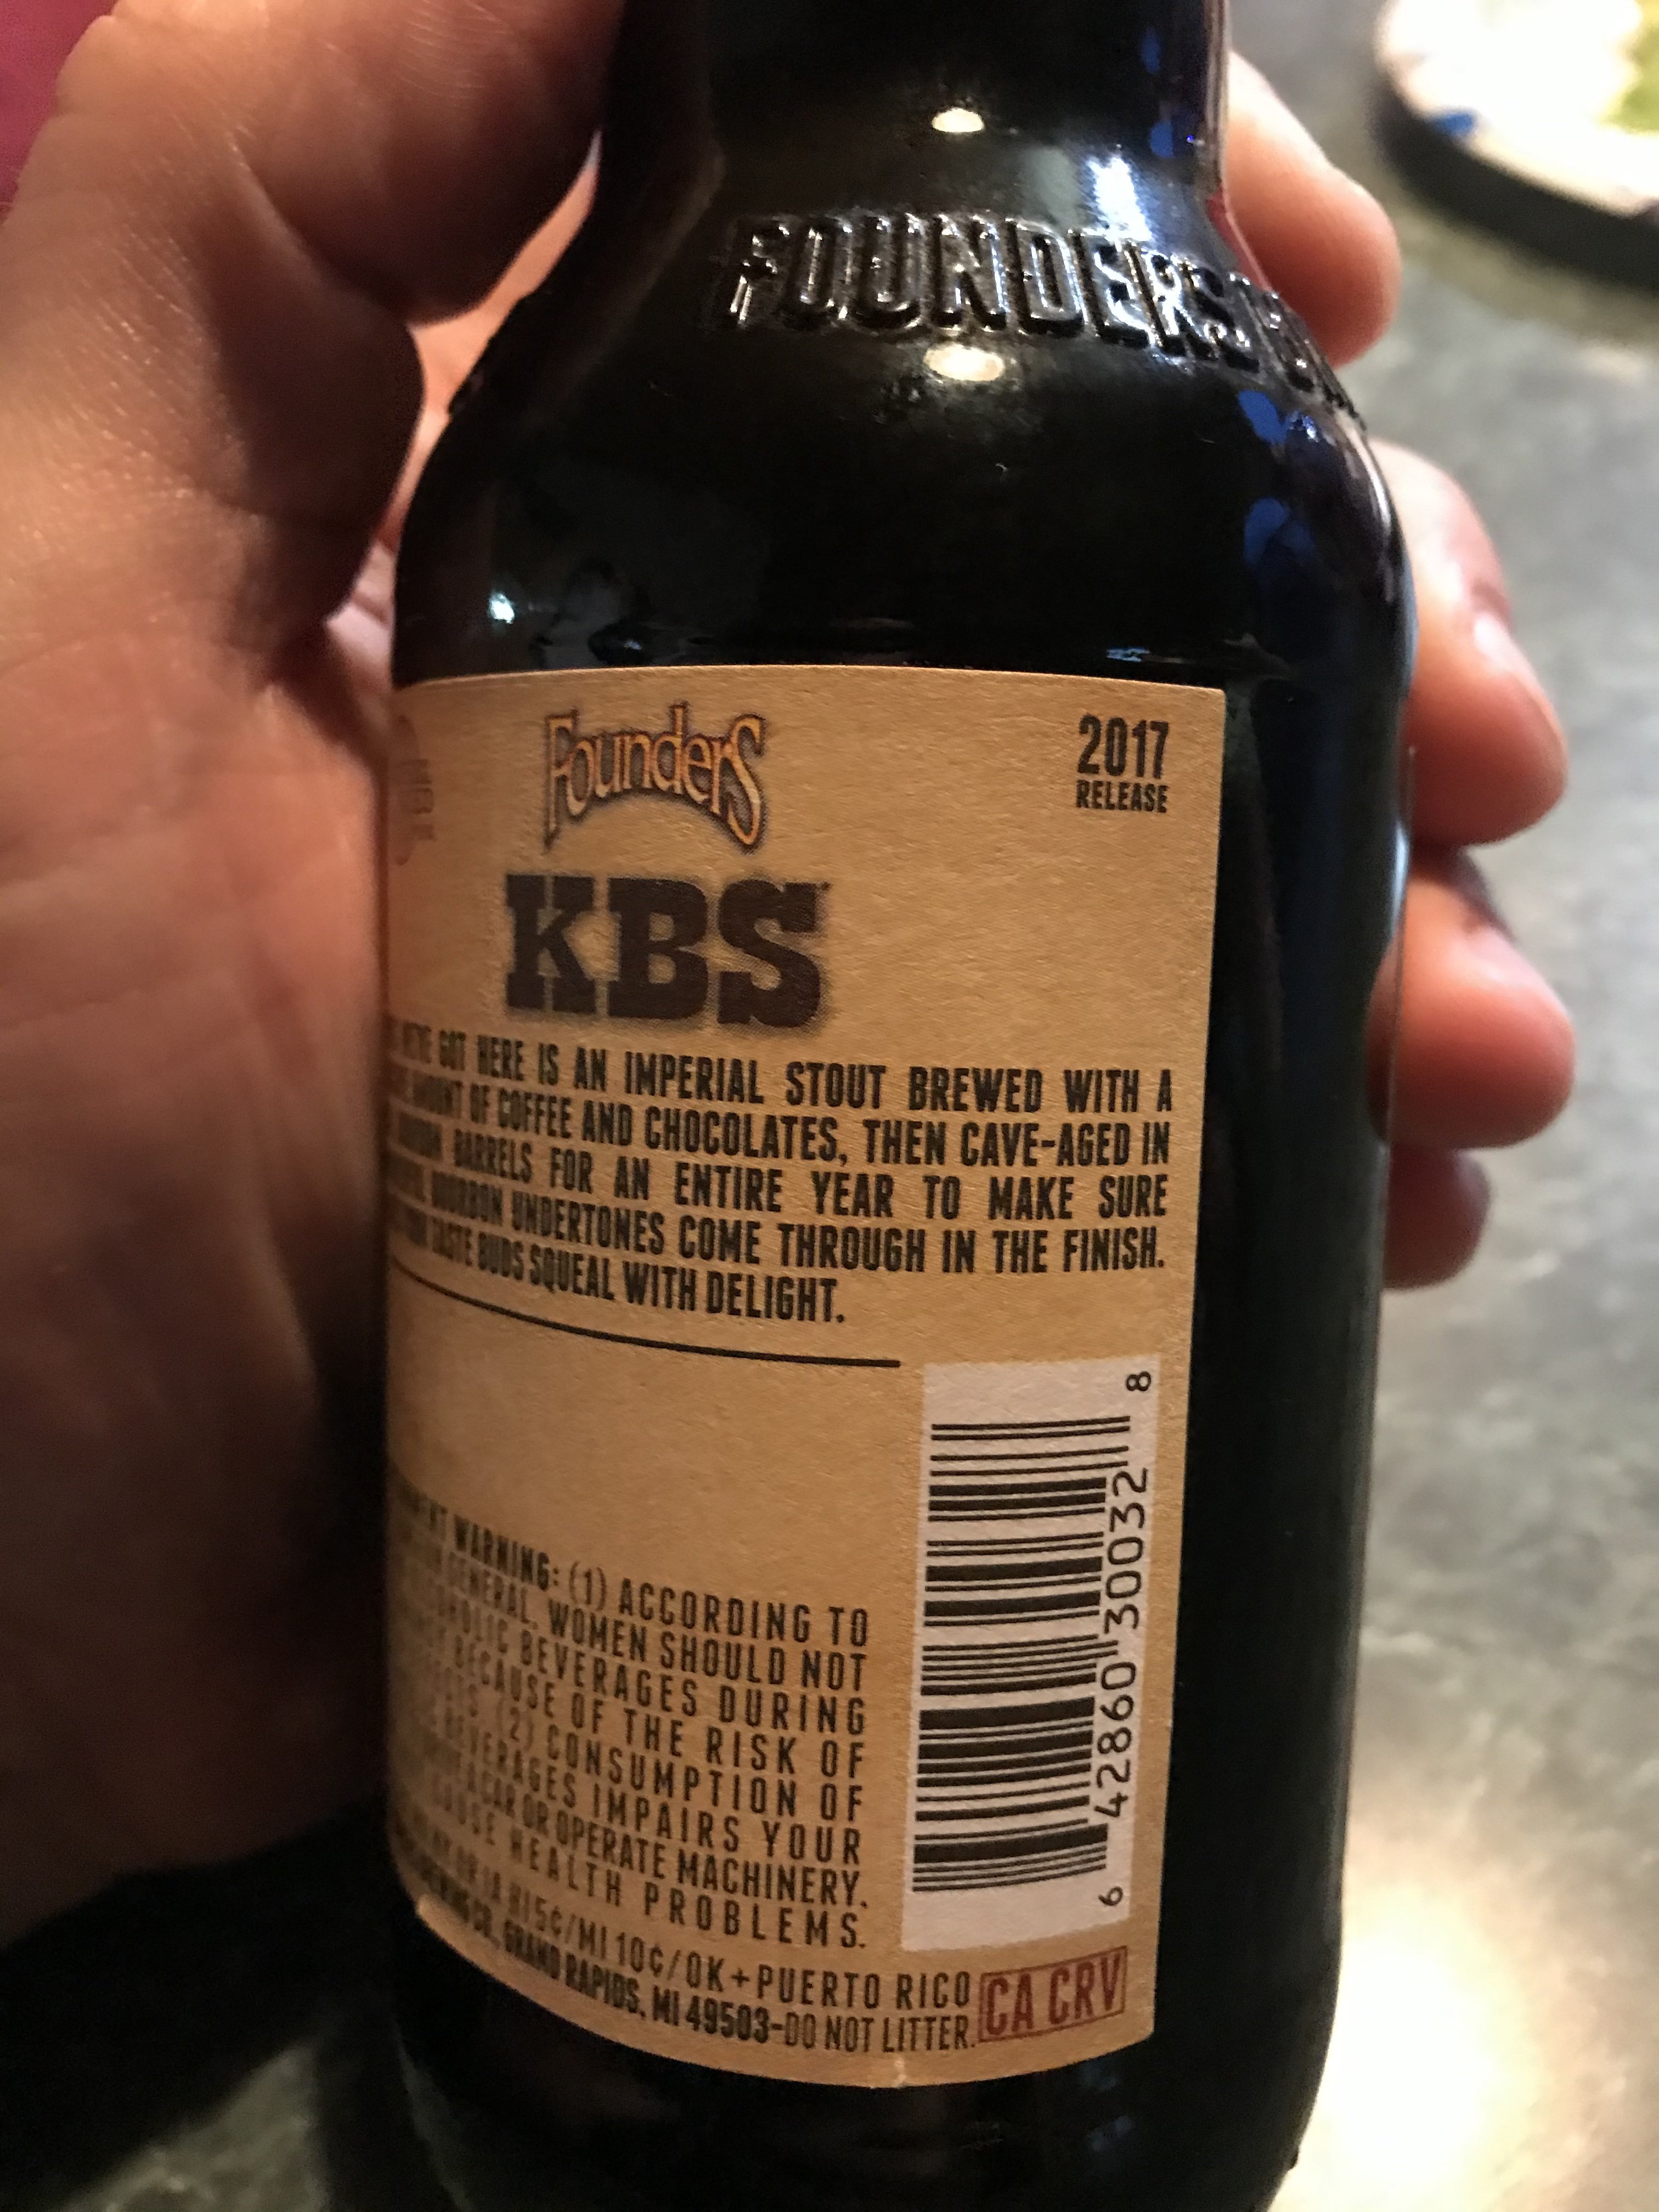 FOUNDERS
Founders
2017
RELEASE
KBS
GOT HERE IS AN IMPERIAL STOUT BREWED WITH A
AMOUNT OF COFFEE AND CHOCOLATES, THEN CAVE-AGED IN
BARRELS FOR AN ENTIRE YEAR TO MAKE SURE
BOURBON UNDERTONES COME THROUGH IN THE FINISH.
TASTE BUDS SQUEAL WITH DELIGHT.
WARNING: (1) ACCORDING TO
GENERAL, WOMEN SHOULD NOT
BEVERAGES DURING
BECAUSE OF THE RISK OF
(2) CONSUMPTION OF
BEVERAGES IMPAIRS YOUR
A CAR OR OPERATE MACHINERY.
HEALTH PROBLEMS.
HI 5¢/MI 10¢/OK+PUERTO RICO
GRAND RAPIDS, MI 49503-DO NOT LITTER.
CA CRV
6 42860 30032 8